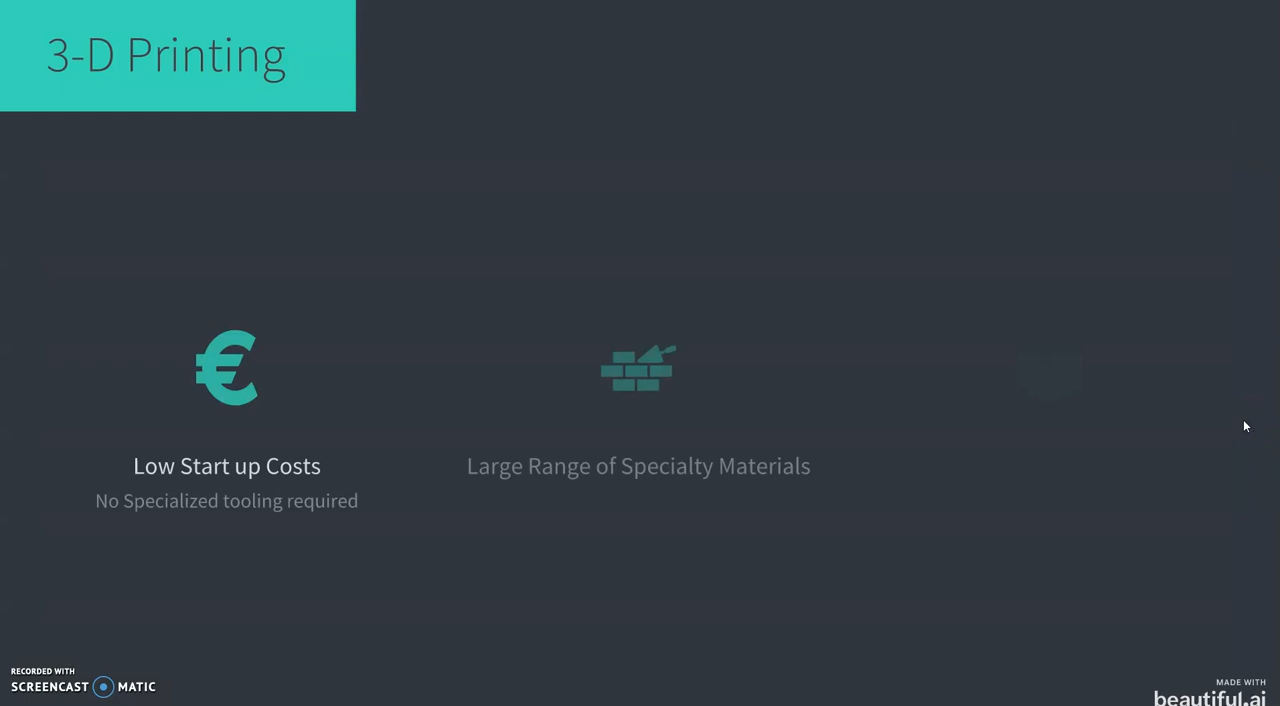 3-D Printing
€
Low Start up Costs
No Specialized tooling required
Large Range of Specialty Materials
RECORDED WITH
SCREENCAST MATIC
MADE WITH
beautiful.ai